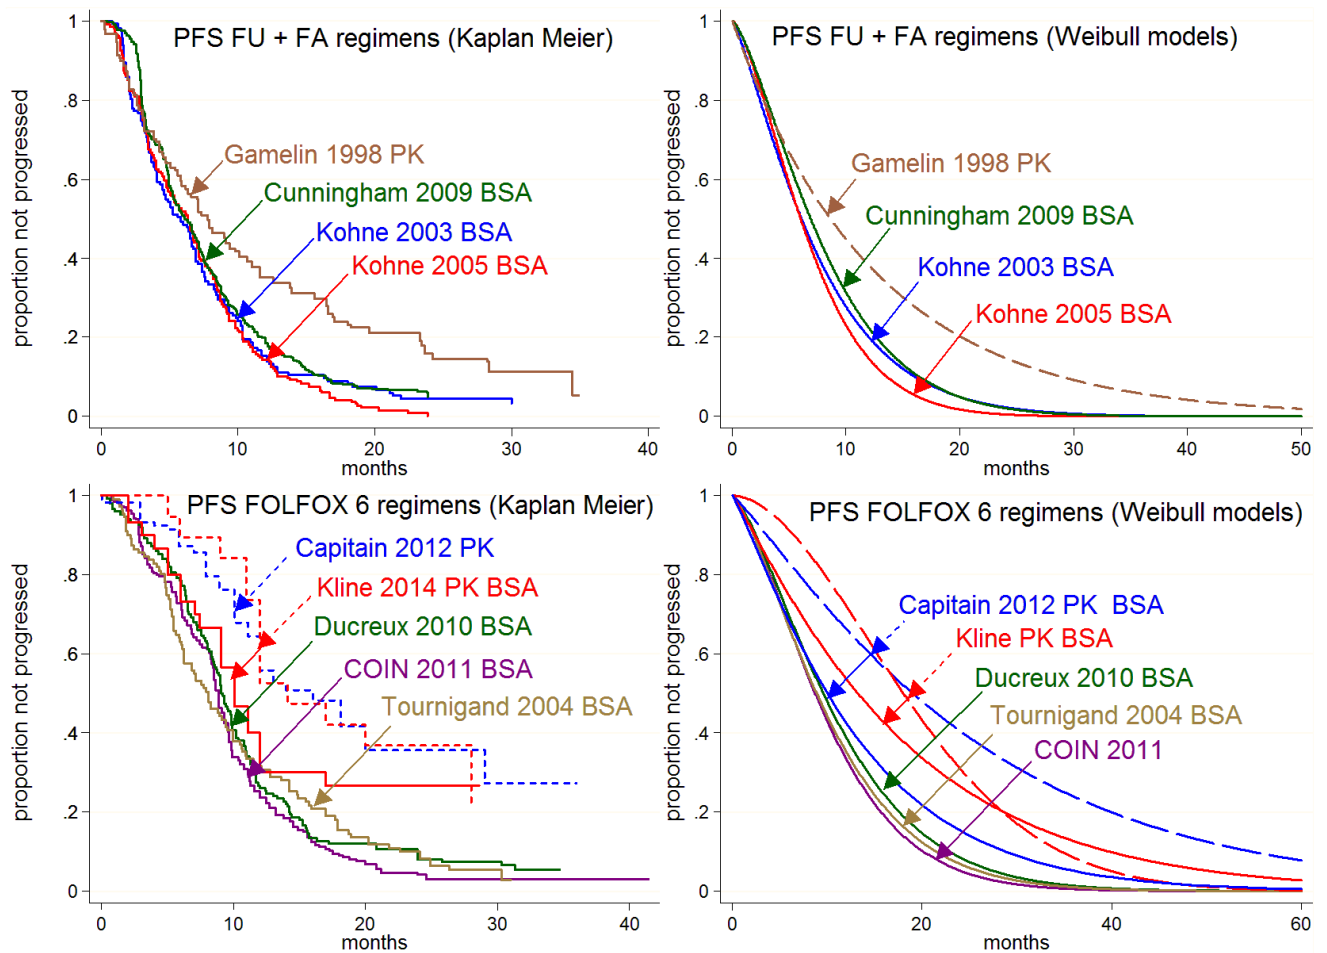 PFS FU + FA regimens (Kaplan Meier)
proportion not progressed
1
.8
.6
.4
.2
0
Gamelin 1998 PK
Cunningham 2009 BSA
Kohne 2003 BSA
Kohne 2005 BSA
0 10 20 30 40
months
PFS FU + FA regimens (Weibull models)
proportion not progressed
1
.8
.6
.4
.2
0
Gamelin 1998 PK
Cunningham 2009 BSA
Kohne 2003 BSA
Kohne 2005 BSA
0 10 20 30 40 50
months
PFS FOLFOX 6 regimens (Kaplan Meier)
proportion not progressed
1
.8
.6
.4
.2
0
Capitain 2012 PK
Kline 2014 PK BSA
Ducreux 2010 BSA
COIN 2011 BSA
Tournigand 2004 BSA
0 10 20 30 40
months
PFS FOLFOX 6 regimens (Weibull models)
proportion not progressed
1
.8
.6
.4
.2
0
Capitain 2012 PK BSA
Kline PK BSA
Ducreux 2010 BSA
Tournigand 2004 BSA
COIN 2011
0 20 40 60
months